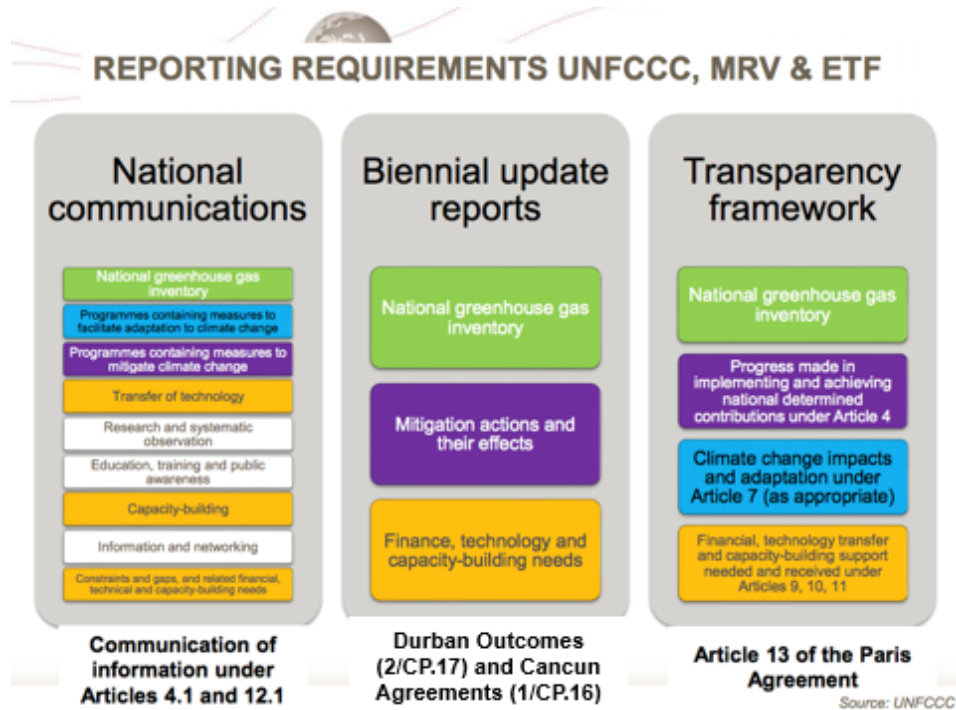 REPORTING REQUIREMENTS UNFCCC, MRV & ETF
National
communications
National greenhouse gas
inventory
Programmes containing measures to
facilitate adaptation to climate change
Programmes containing measures to
mitigate climate change
Transfer of technology
Research and systematic
observation
Education, training and public
awareness
Capacity-building
Information and networking
Constraints and gaps, and related financial,
technical and capacity-building needs
Communication of
information under
Articles 4.1 and 12.1
Biennial update
reports
National greenhouse gas
inventory
Mitigation actions and
their effects
Finance, technology and
capacity-building needs
Durban Outcomes
(2/CP.17) and Cancun
Agreements (1/CP.16)
Transparency
framework
National greenhouse gas
inventory
Progress made in
implementing and achieving
national determined
contributions under Article 4
Climate change impacts
and adaptation under
Article 7 (as appropriate)
Financial, technology transfer
and capacity-building support
needed and received under
Articles 9, 10, 11
Article 13 of the Paris
Agreement
Source: UNFCCC